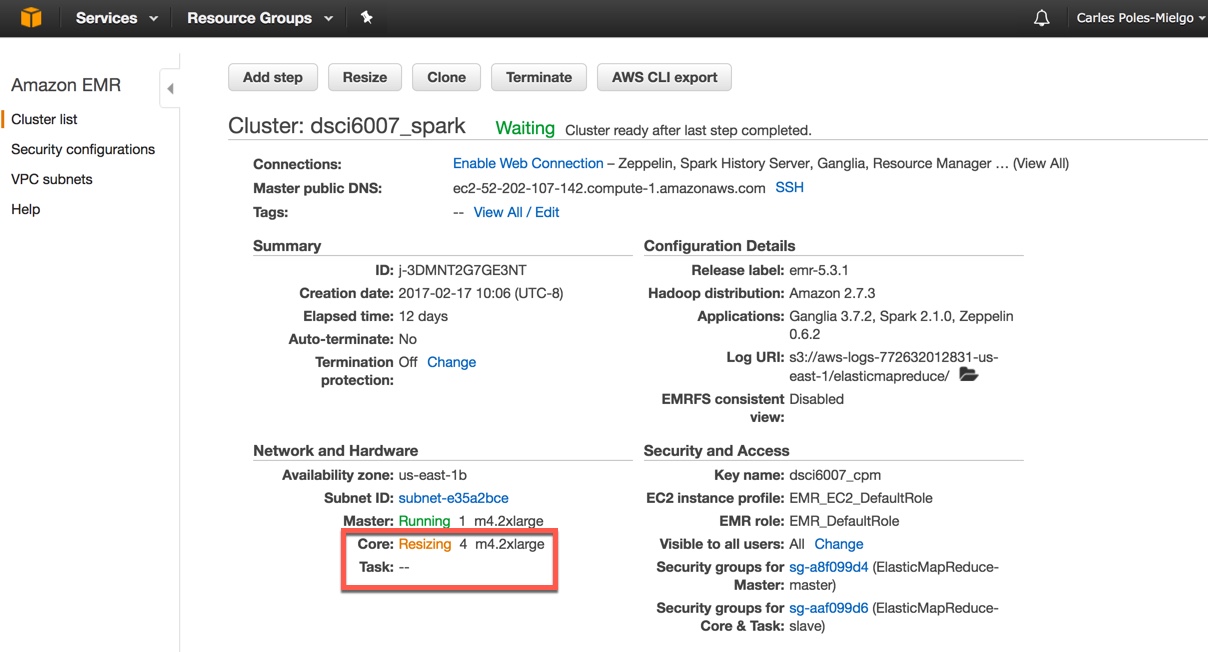 Services Resource Groups Carles Poles-Mielgo
Amazon EMR
Cluster list
Security configurations
VPC subnets
Help
Add step Resize Clone Terminate AWS CLI export
Cluster: dsci6007_spark Waiting Cluster ready after last step completed.
Connections: Enable Web Connection – Zeppelin, Spark History Server, Ganglia, Resource Manager … (View All)
Master public DNS: ec2-52-202-107-142.compute-1.amazonaws.com SSH
Tags: -- View All / Edit
Summary
ID: j-3DMNT2G7GE3NT
Creation date: 2017-02-17 10:06 (UTC-8)
Elapsed time: 12 days
Auto-terminate: No
Termination Off Change
protection:
Configuration Details
Release label: emr-5.3.1
Hadoop distribution: Amazon 2.7.3
Applications: Ganglia 3.7.2, Spark 2.1.0, Zeppelin
0.6.2
Log URI: s3://aws-logs-772632012831-us-
east-1/elasticmapreduce/
EMRFS consistent Disabled
view:
Network and Hardware
Availability zone: us-east-1b
Subnet ID: subnet-e35a2bce
Master: Running 1 m4.2xlarge
Core: Resizing 4 m4.2xlarge
Task: --
Security and Access
Key name: dsci6007_cpm
EC2 instance profile: EMR_EC2_DefaultRole
EMR role: EMR_DefaultRole
Visible to all users: All Change
Security groups for sg-a8f099d4 (ElasticMapReduce-
Master: master)
Security groups for sg-aaf099d6 (ElasticMapReduce-
Core & Task: slave)